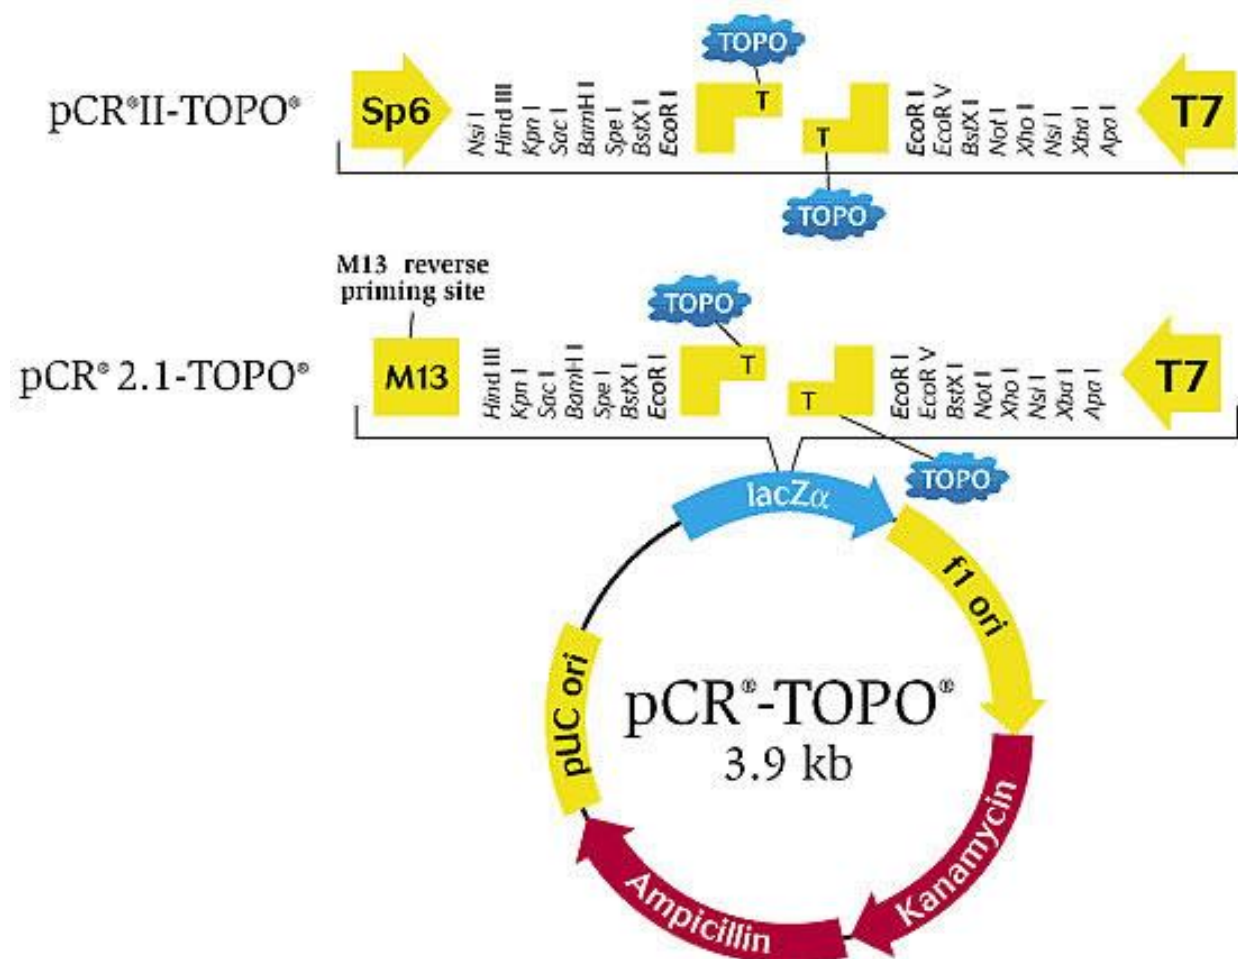 TOPO
pCR®II-TOPO®
Sp6
Nsi I
Hind III
Kpn I
Sac I
BamH I
Spe I
BstX I
EcoR I
T
T
EcoR I
EcoR V
BstX I
Not I
Xho I
Nsi I
Xba I
Apa I
T7
TOPO
M13 reverse
priming site
TOPO
pCR® 2.1-TOPO®
M13
Hind III
Kpn I
Sac I
BamH I
Spe I
BstX I
EcoR I
T
T
EcoR I
EcoR V
BstX I
Not I
Xho I
Nsi I
Xba I
Apa I
T7
TOPO
lacZα
f1 ori
pUC ori
pCR®-TOPO®
3.9 kb
Kanamycin
Ampicillin